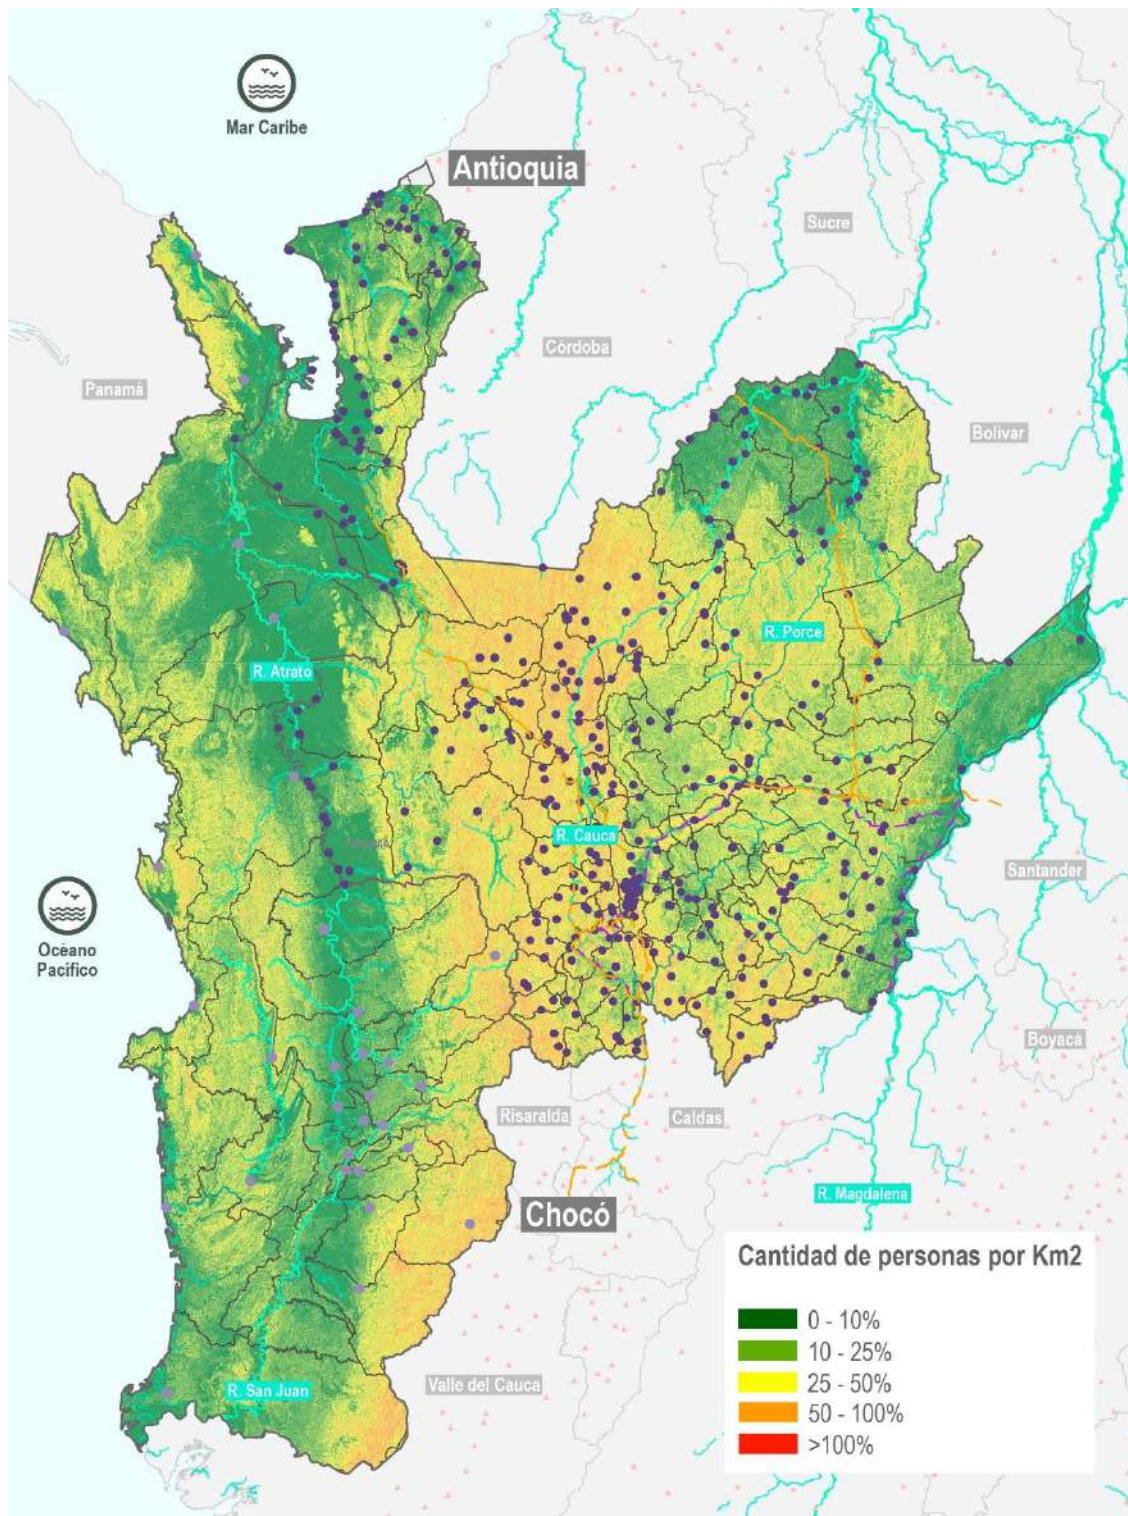 Mar Caribe
Antioquia
Sucre
Córdoba
Panamá
Bolívar
R. Porce
R. Atrato
R. Cauca
Santander
Océano
Pacífico
Boyacá
Risaralda
Caldas
R. Magdalena
Chocó
Cantidad de personas por Km2
0 - 10%
10 - 25%
25 - 50%
50 - 100%
>100%
Valle del Cauca
R. San Juan